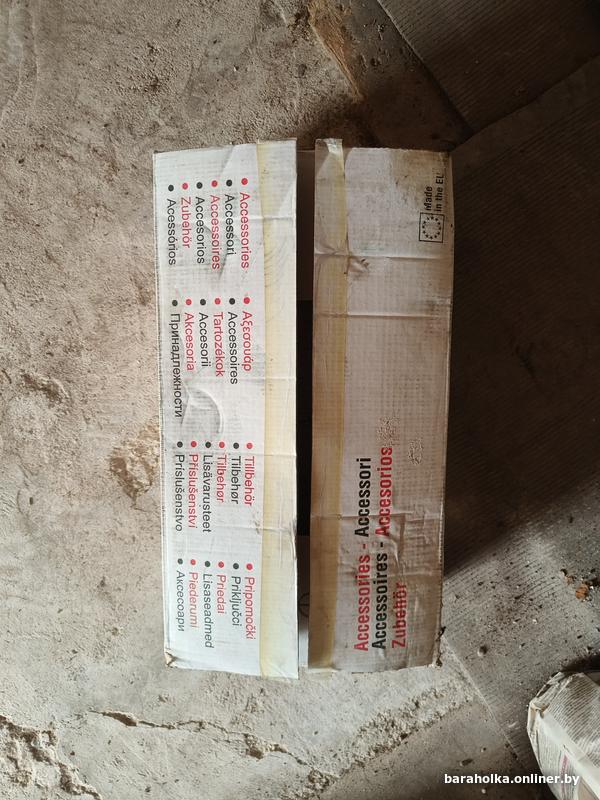 • Accessories • Αξεσουάρ • Tillbehör • Pripomočki
• Accessori • Accessoires • Tilbehør • Priključci
• Accessoires • Tartozékok • Tilbehør • Priedai
• Accesorios • Accesorii • Lisävarusteet • Lisaseadmed
• Zubehör • Akcesoria • Příslušenství • Piederumi
• Acessórios • Принадлежности • Príslušenstvo • Аксесоари
Accessories - Accessori
Accessoires - Accesorios
Zubehör
Made
in the EU
baraholka.onliner.by